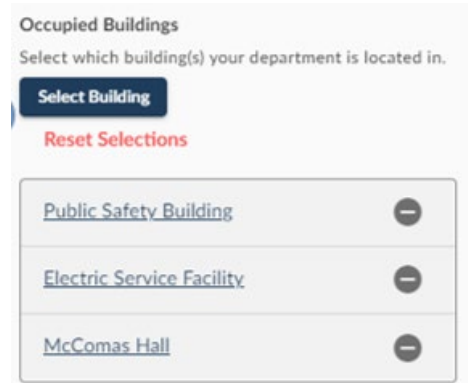 Occupied Buildings
Select which building(s) your department is located in.
Select Building
Reset Selections
Public Safety Building
Electric Service Facility
McComas Hall